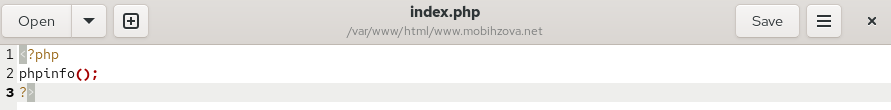 Open
index.php
/var/www/html/www.mobihzova.net
Save
1 <?php
2 phpinfo();
3 ?>